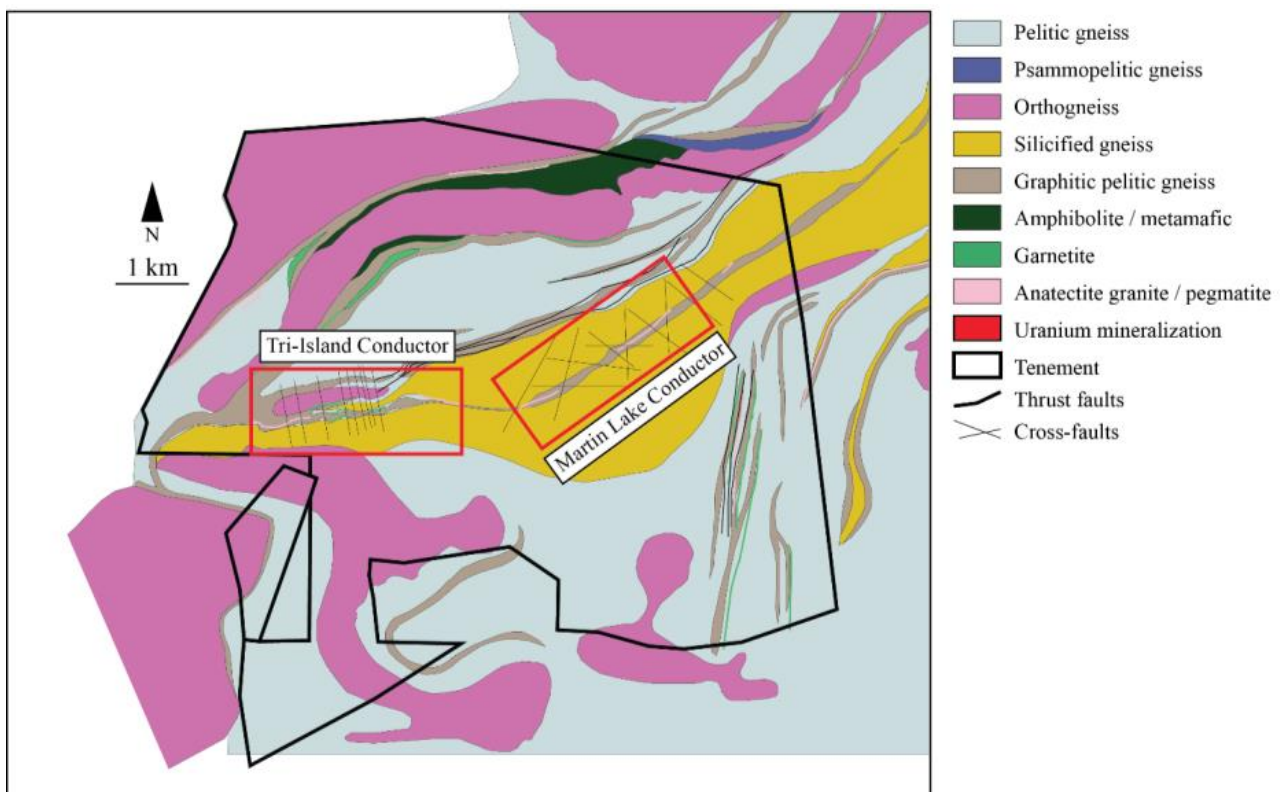 N
1 km
Tri-Island Conductor
Martin Lake Conductor
Pelitic gneiss
Psammopelitic gneiss
Orthogneiss
Silicified gneiss
Graphitic pelitic gneiss
Amphibolite / metamafic
Garnetite
Anatectite granite / pegmatite
Uranium mineralization
Tenement
Thrust faults
Cross-faults